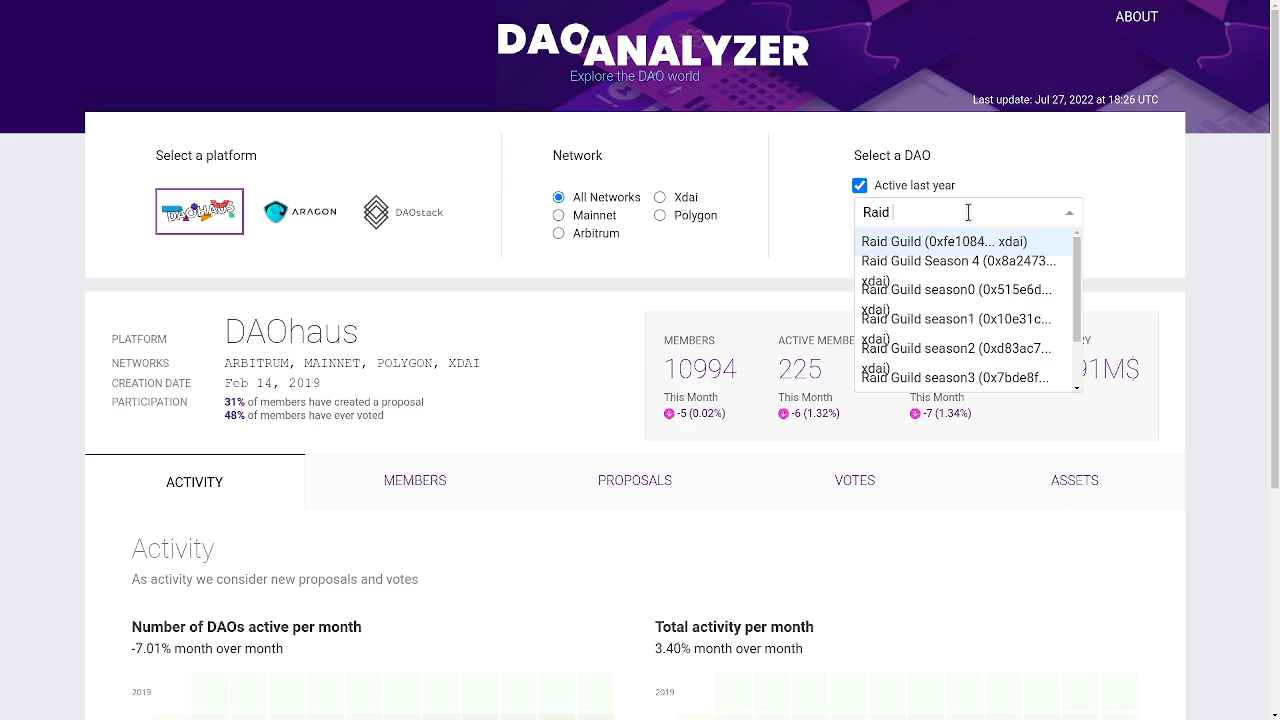 ABOUT
DAO ANALYZER
Explore the DAO world
Last update: Jul 27, 2022 at 18:26 UTC
Select a platform
DAOHAUS
ARAGON
DAOstack
Network
All Networks
Xdai
Mainnet
Polygon
Arbitrum
Select a DAO
Active last year
Raid
Raid Guild (0xfe1084... xdai)
Raid Guild Season 4 (0x8a2473...
xdai)
Raid Guild season0 (0x515e6d...
xdai)
Raid Guild season1 (0x10e31c...
xdai)
Raid Guild season2 (0xd83ac7...
xdai)
Raid Guild season3 (0x7bde8f...
PLATFORM DAOhaus
NETWORKS ARBITRUM, MAINNET, POLYGON, XDAI
CREATION DATE Feb 14, 2019
PARTICIPATION 31% of members have created a proposal
48% of members have ever voted
MEMBERS
10994
This Month
-5 (0.02%)
ACTIVE MEMBE
225
This Month
-6 (1.32%)
This Month
-7 (1.34%)
RY
91M$
ACTIVITY
MEMBERS
PROPOSALS
VOTES
ASSETS
Activity
As activity we consider new proposals and votes
Number of DAOs active per month
-7.01% month over month
2019
Total activity per month
3.40% month over month
2019